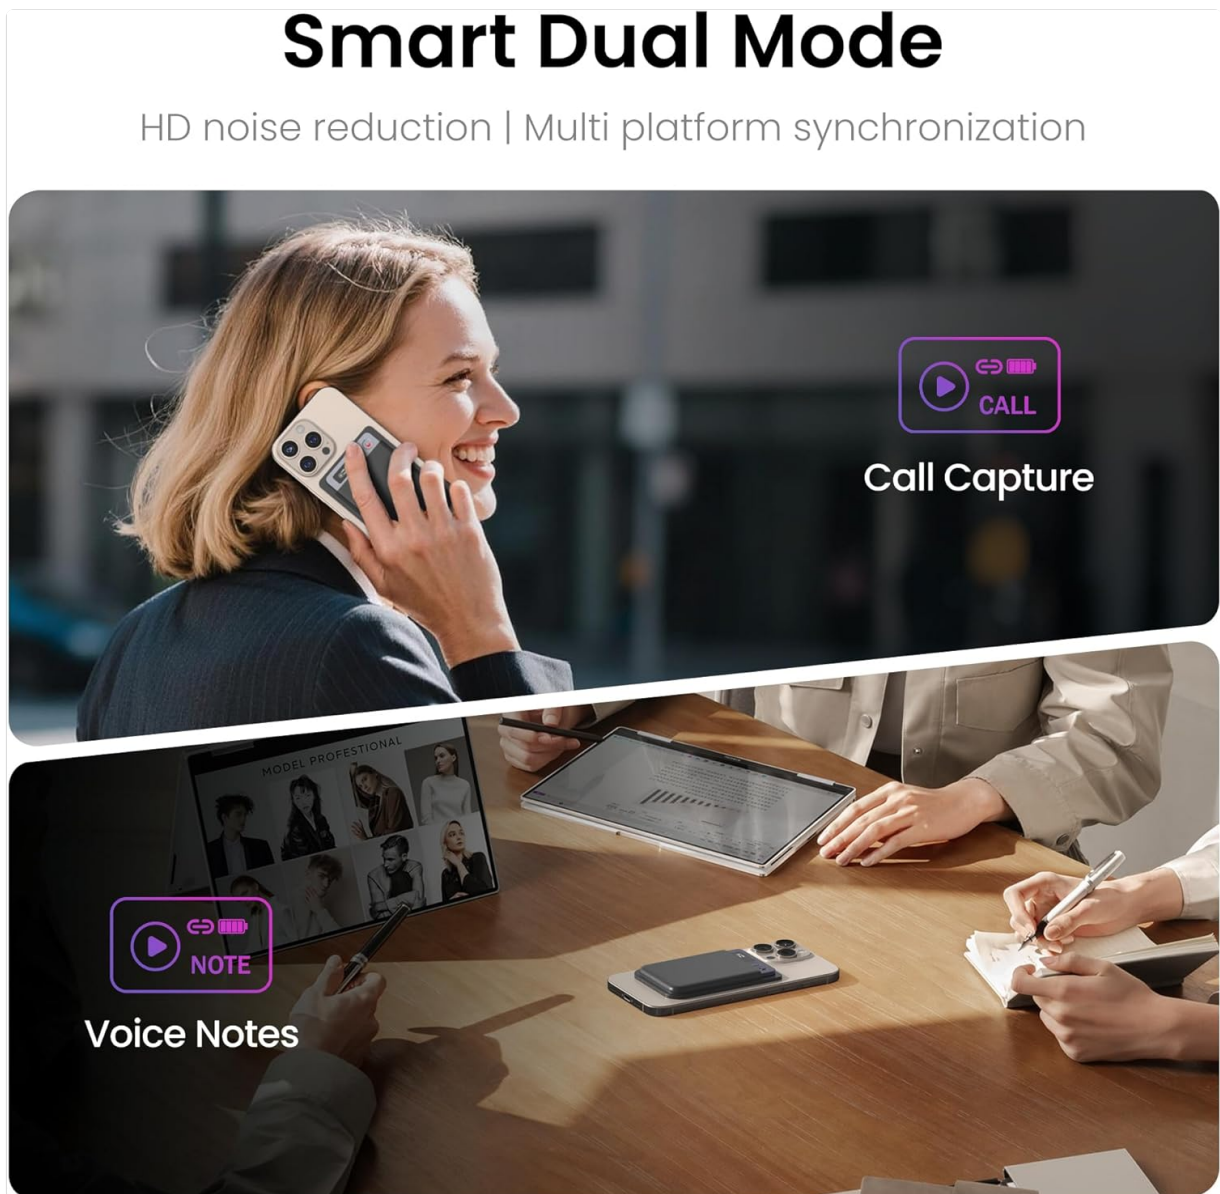 Smart Dual Mode
HD noise reduction | Multi platform synchronization
CALL
Call Capture
MODEL PROFESTIONAL
NOTE
Voice Notes